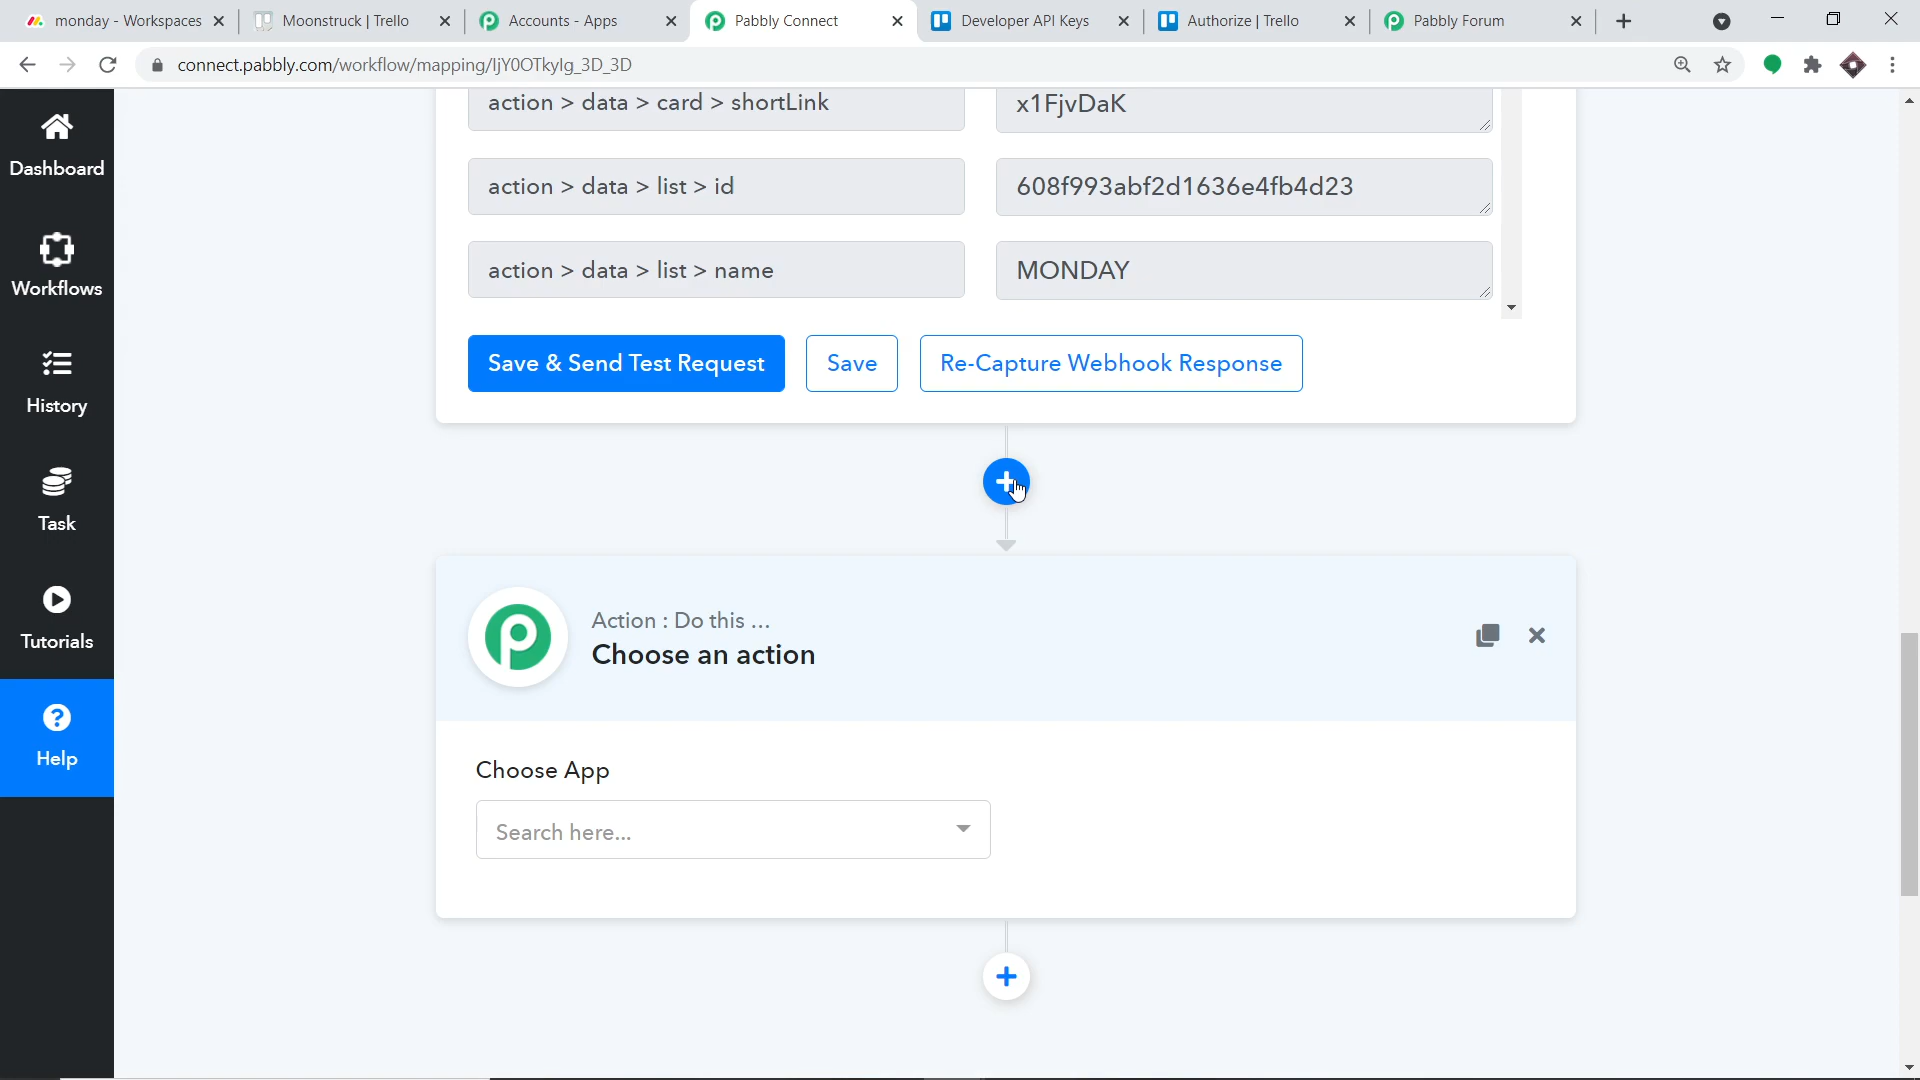 monday - Workspaces
Moonstruck | Trello
Accounts - Apps
Pabbly Connect
Developer API Keys
Authorize | Trello
Pabbly Forum
connect.pabbly.com/workflow/mapping/IjY0OTkyIg_3D_3D
Dashboard
Workflows
History
Task
Tutorials
Help
action > data > card > shortLink
x1FjvDaK
action > data > list > id
608f993abf2d1636e4fb4d23
action > data > list > name
MONDAY
Save & Send Test Request
Save
Re-Capture Webhook Response
Action : Do this ...
Choose an action
Choose App
Search here...